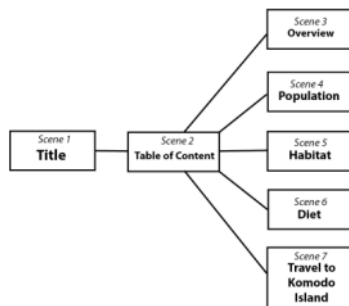 Scene 1
Title
Scene 2
Table of Content
Scene 3
Overview
Scene 4
Population
Scene 5
Habitat
Scene 6
Diet
Scene 7
Travel to
Komodo
Island